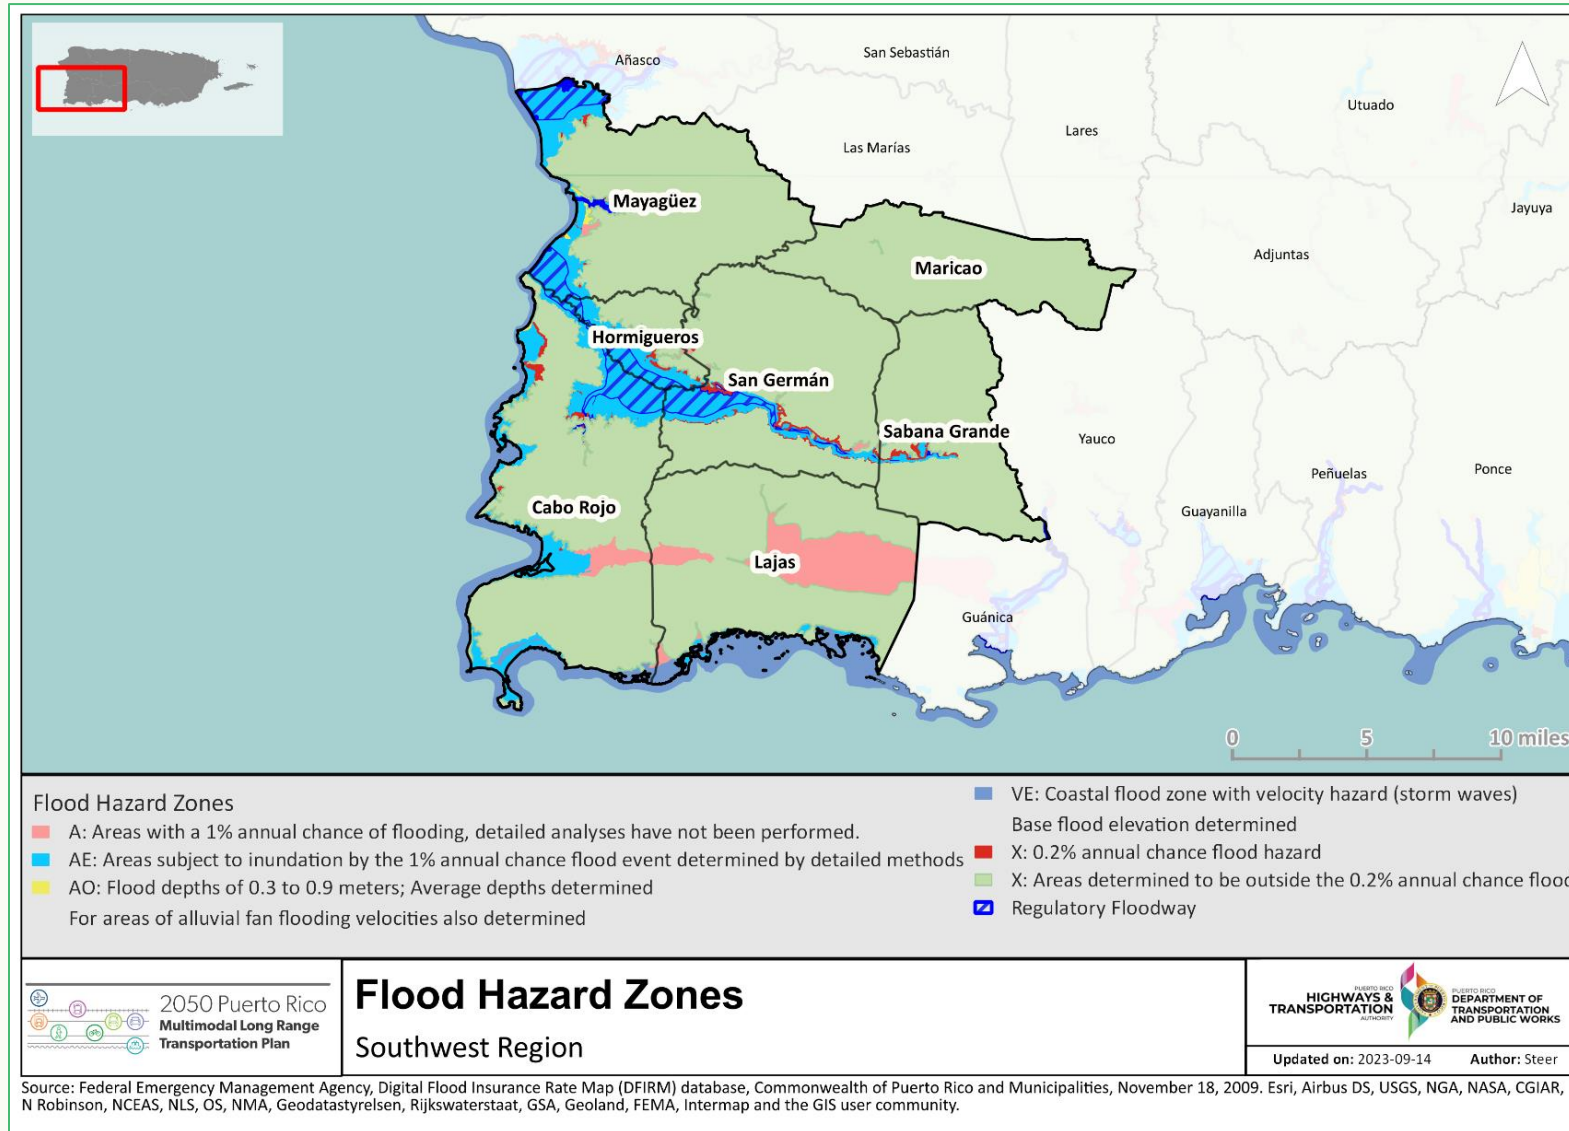 Añasco
San Sebastián
Utuado
Lares
Las Marías
Mayagüez
Jayuya
Adjuntas
Maricao
Hormigueros
San Germán
Sabana Grande
Yauco
Peñuelas
Ponce
Cabo Rojo
Guayanilla
Lajas
Guánica
0 5 10 miles
Flood Hazard Zones
A: Areas with a 1% annual chance of flooding, detailed analyses have not been performed.
AE: Areas subject to inundation by the 1% annual chance flood event determined by detailed methods
AO: Flood depths of 0.3 to 0.9 meters; Average depths determined
For areas of alluvial fan flooding velocities also determined
VE: Coastal flood zone with velocity hazard (storm waves)
Base flood elevation determined
X: 0.2% annual chance flood hazard
X: Areas determined to be outside the 0.2% annual chance flood
Regulatory Floodway
2050 Puerto Rico
Multimodal Long Range
Transportation Plan
Flood Hazard Zones
Southwest Region
PUERTO RICO
HIGHWAYS &
TRANSPORTATION
AUTHORITY
PUERTO RICO
DEPARTMENT OF
TRANSPORTATION
AND PUBLIC WORKS
Updated on: 2023-09-14 Author: Steer
Source: Federal Emergency Management Agency, Digital Flood Insurance Rate Map (DFIRM) database, Commonwealth of Puerto Rico and Municipalities, November 18, 2009. Esri, Airbus DS, USGS, NGA, NASA, CGIAR,
N Robinson, NCEAS, NLS, OS, NMA, Geodatastyrelsen, Rijkswaterstaat, GSA, Geoland, FEMA, Intermap and the GIS user community.